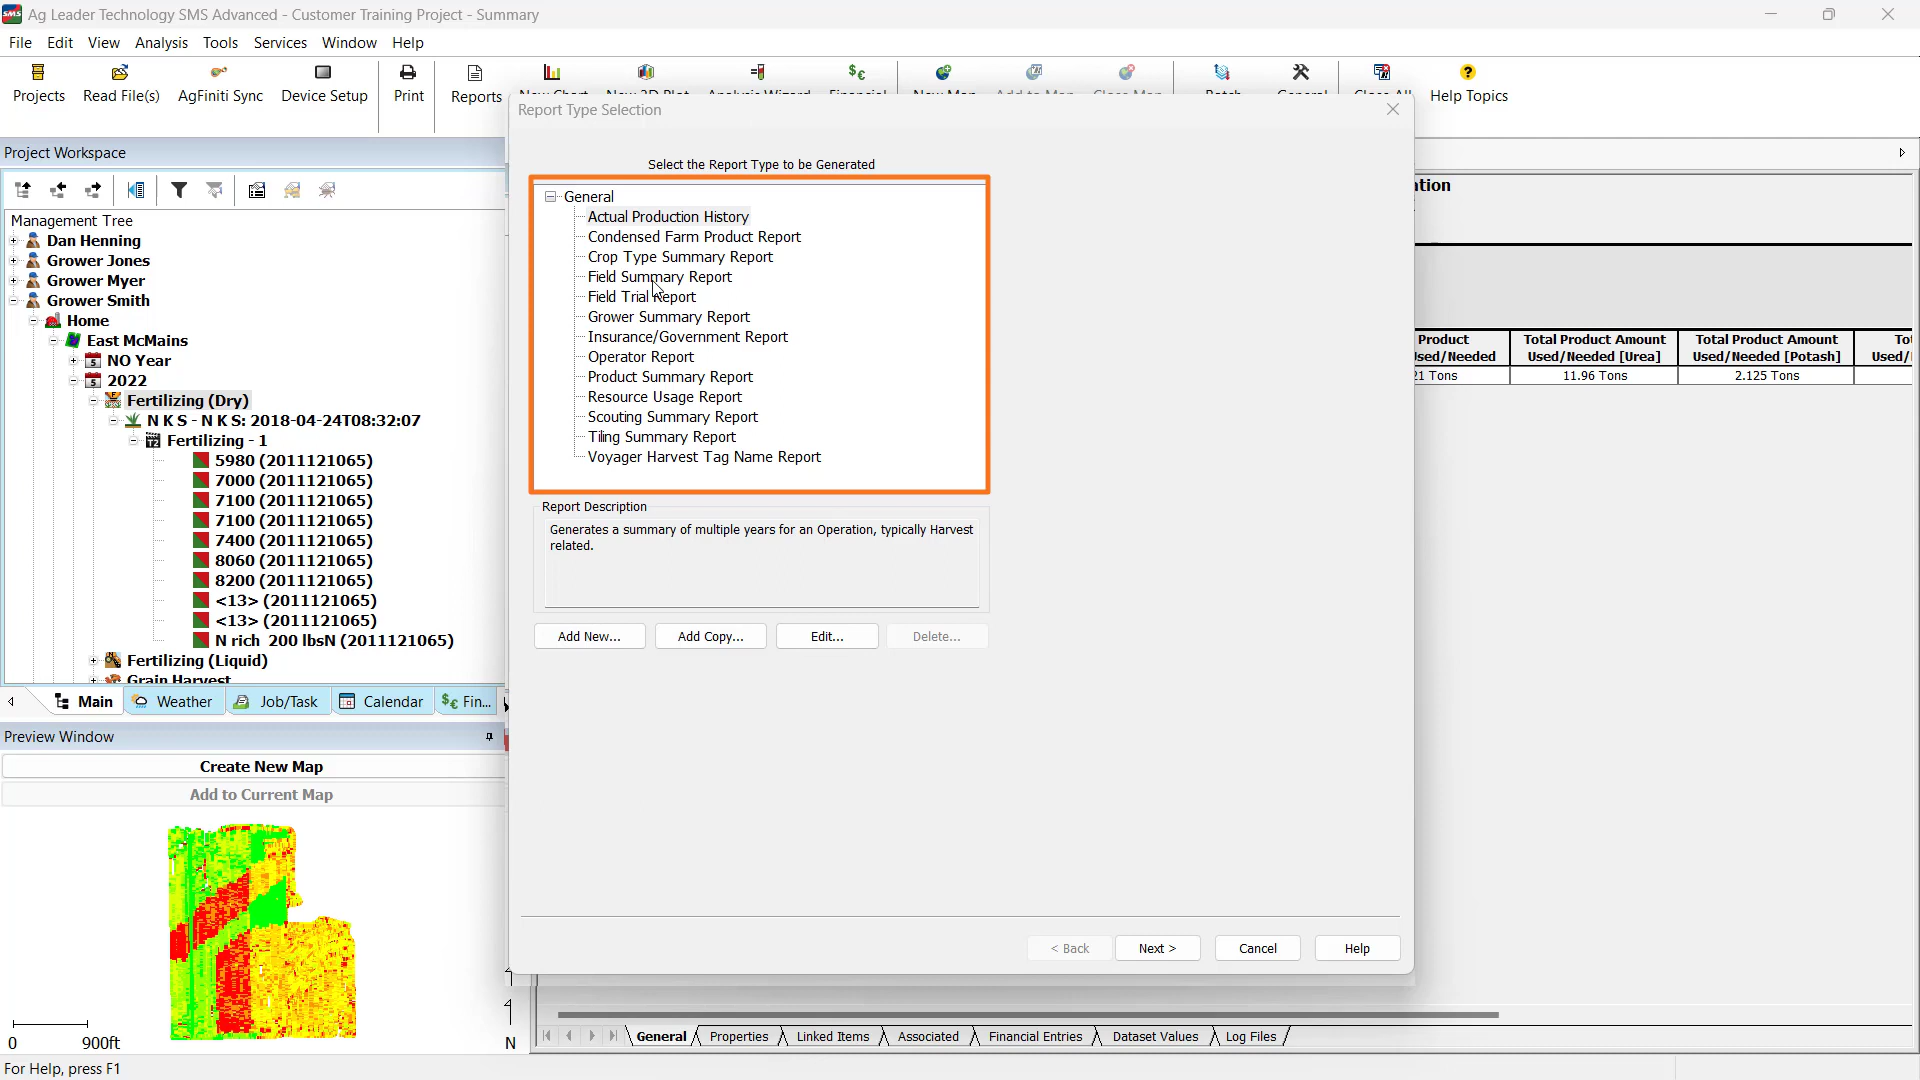 SMS Ag Leader Technology SMS Advanced - Customer Training Project - Summary
File Edit View Analysis Tools Services Window Help
Projects Read File(s) AgFiniti Sync Device Setup Print Reports Close All Help Topics
Report Type Selection
Project Workspace
Select the Report Type to be Generated
General
Actual Production History
Condensed Farm Product Report
Crop Type Summary Report
Field Summary Report
Field Trial Report
Grower Summary Report
Insurance/Government Report
Operator Report
Product Summary Report
Resource Usage Report
Scouting Summary Report
Tiling Summary Report
Voyager Harvest Tag Name Report
Report Description
Generates a summary of multiple years for an Operation, typically Harvest
related.
Add New... Add Copy... Edit... Delete...
< Back Next > Cancel Help
Management Tree
Dan Henning
Grower Jones
Grower Myer
Grower Smith
Home
East McMains
NO Year
2022
Fertilizing (Dry)
N K S - N K S: 2018-04-24T08:32:07
Fertilizing - 1
5980 (2011121065)
7000 (2011121065)
7100 (2011121065)
7100 (2011121065)
7400 (2011121065)
8060 (2011121065)
8200 (2011121065)
<13> (2011121065)
<13> (2011121065)
N rich 200 lbsN (2011121065)
Fertilizing (Liquid)
Grain Harvest
Main Weather Job/Task Calendar Fin...
Preview Window
Create New Map
Add to Current Map
0 900ft N
tion
Product Total Product Amount Total Product Amount To
Used/Needed Used/Needed [Urea] Used/Needed [Potash] Used/
21 Tons 11.96 Tons 2.125 Tons
General Properties Linked Items Associated Financial Entries Dataset Values Log Files
For Help, press F1